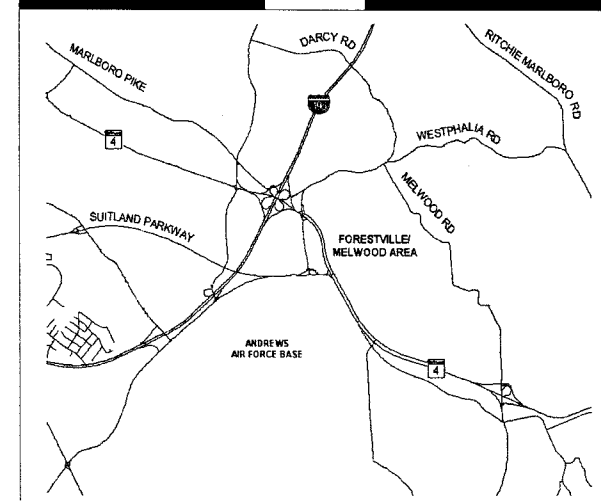 DARCY RD
MARLBORO PIKE
RITCHIE MARLBORO RD
4
WESTPHALIA RD
MELWOOD RD
SUITLAND PARKWAY
FORESTVILLE/
MELWOOD AREA
ANDREWS
AIR FORCE BASE
4